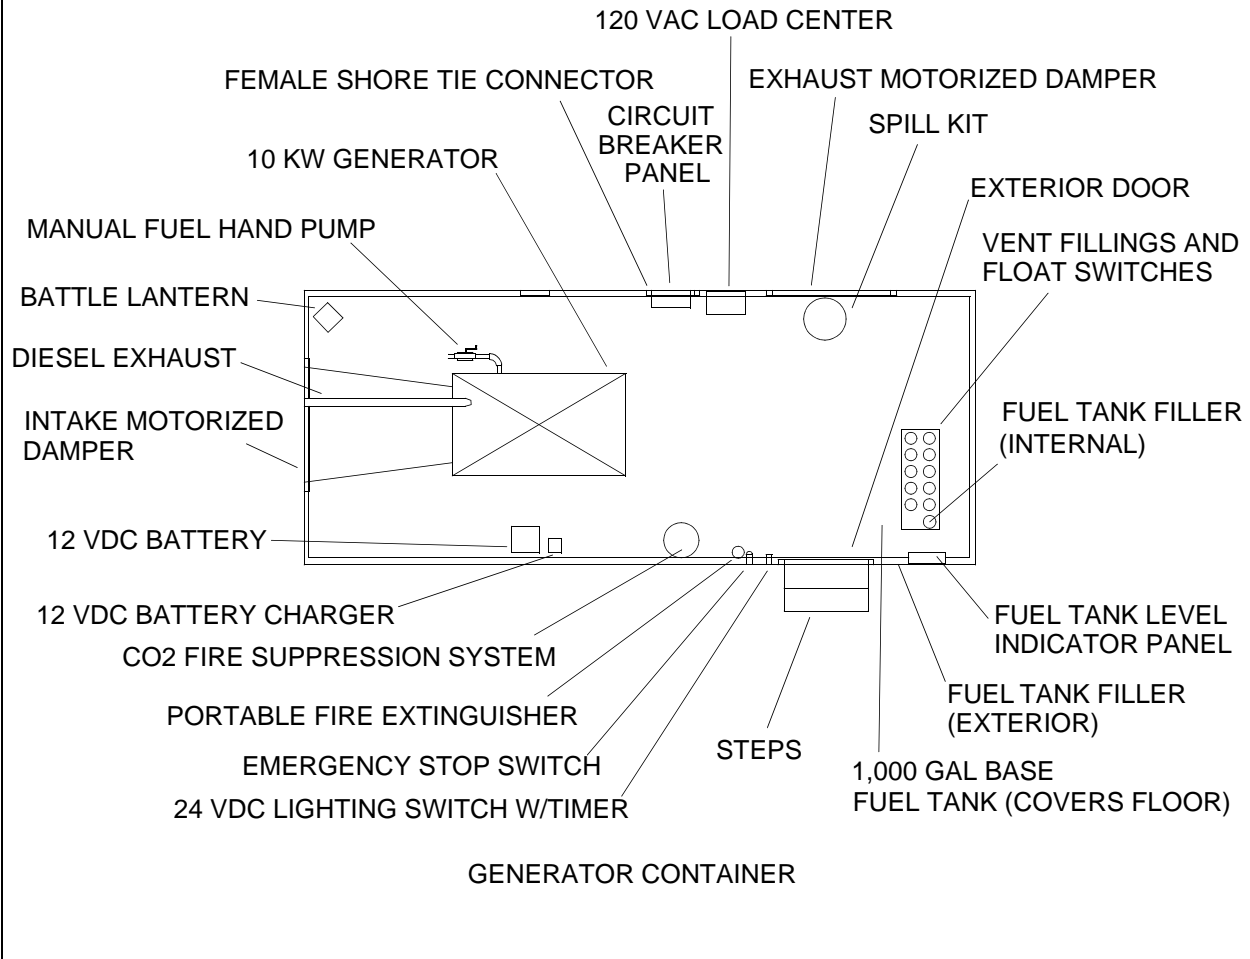 120 VAC LOAD CENTER
FEMALE SHORE TIE CONNECTOR
EXHAUST MOTORIZED DAMPER
CIRCUIT
BREAKER
PANEL
SPILL KIT
10 KW GENERATOR
EXTERIOR DOOR
MANUAL FUEL HAND PUMP
VENT FILLINGS AND
FLOAT SWITCHES
BATTLE LANTERN
DIESEL EXHAUST
INTAKE MOTORIZED
DAMPER
FUEL TANK FILLER
(INTERNAL)
12 VDC BATTERY
12 VDC BATTERY CHARGER
FUEL TANK LEVEL
INDICATOR PANEL
CO2 FIRE SUPPRESSION SYSTEM
FUEL TANK FILLER
(EXTERIOR)
PORTABLE FIRE EXTINGUISHER
STEPS
EMERGENCY STOP SWITCH
1,000 GAL BASE
FUEL TANK (COVERS FLOOR)
24 VDC LIGHTING SWITCH W/TIMER
GENERATOR CONTAINER